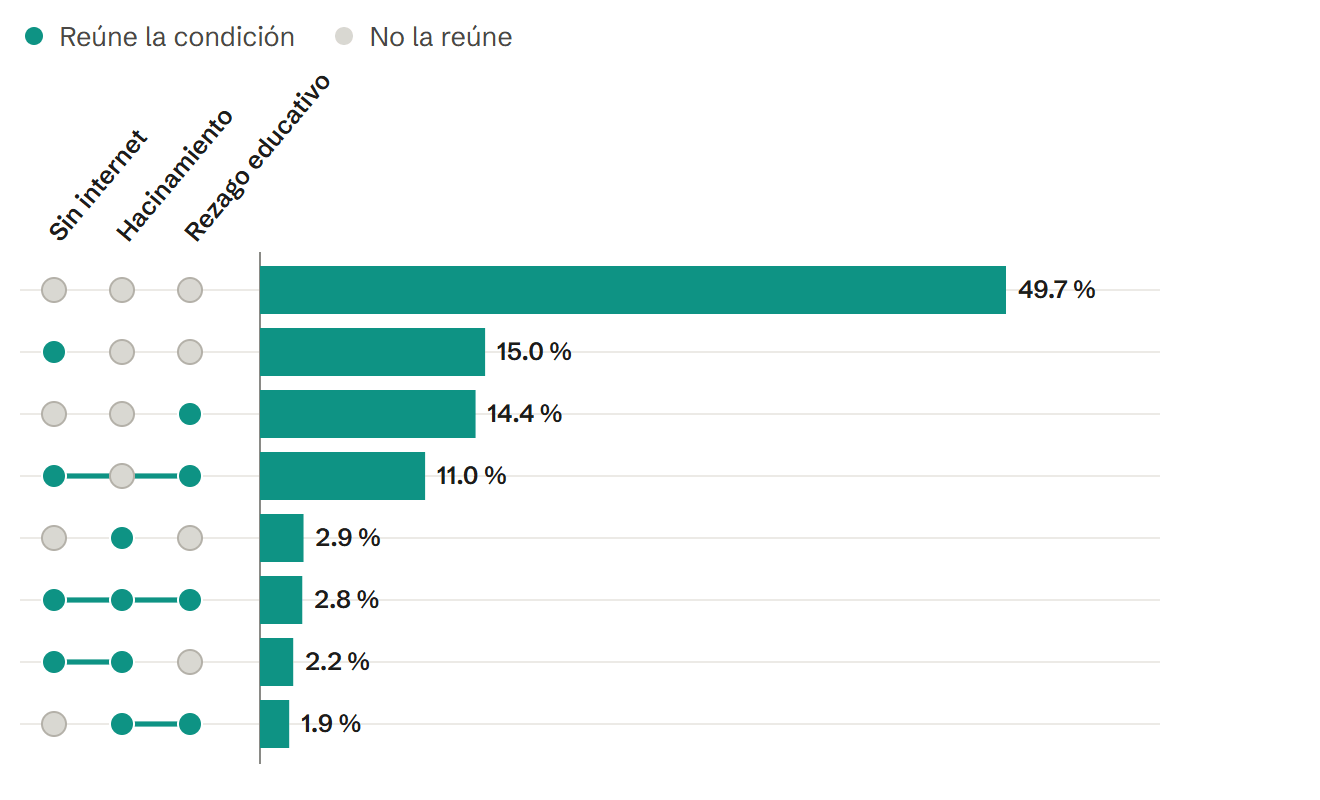 Reúne la condición
No la reúne
Sin internet
Hacinamiento
Rezago educativo
49.7 %
15.0 %
14.4 %
11.0 %
2.9 %
2.8 %
2.2 %
1.9 %